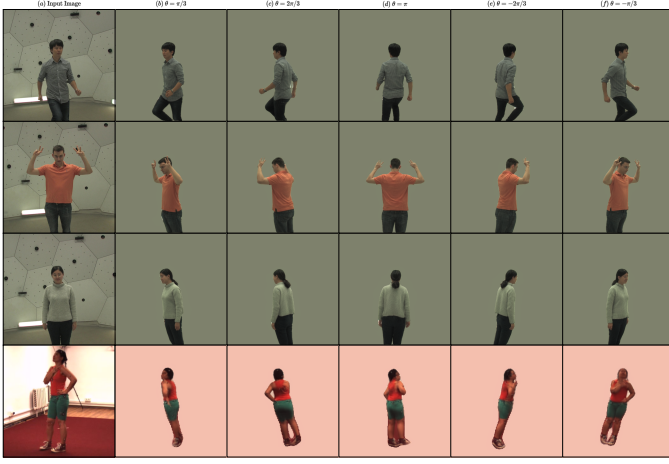 (a) Input Image (b) θ = π/3 (c) θ = 2π/3 (d) θ = π (e) θ = −2π/3 (f) θ = −π/3